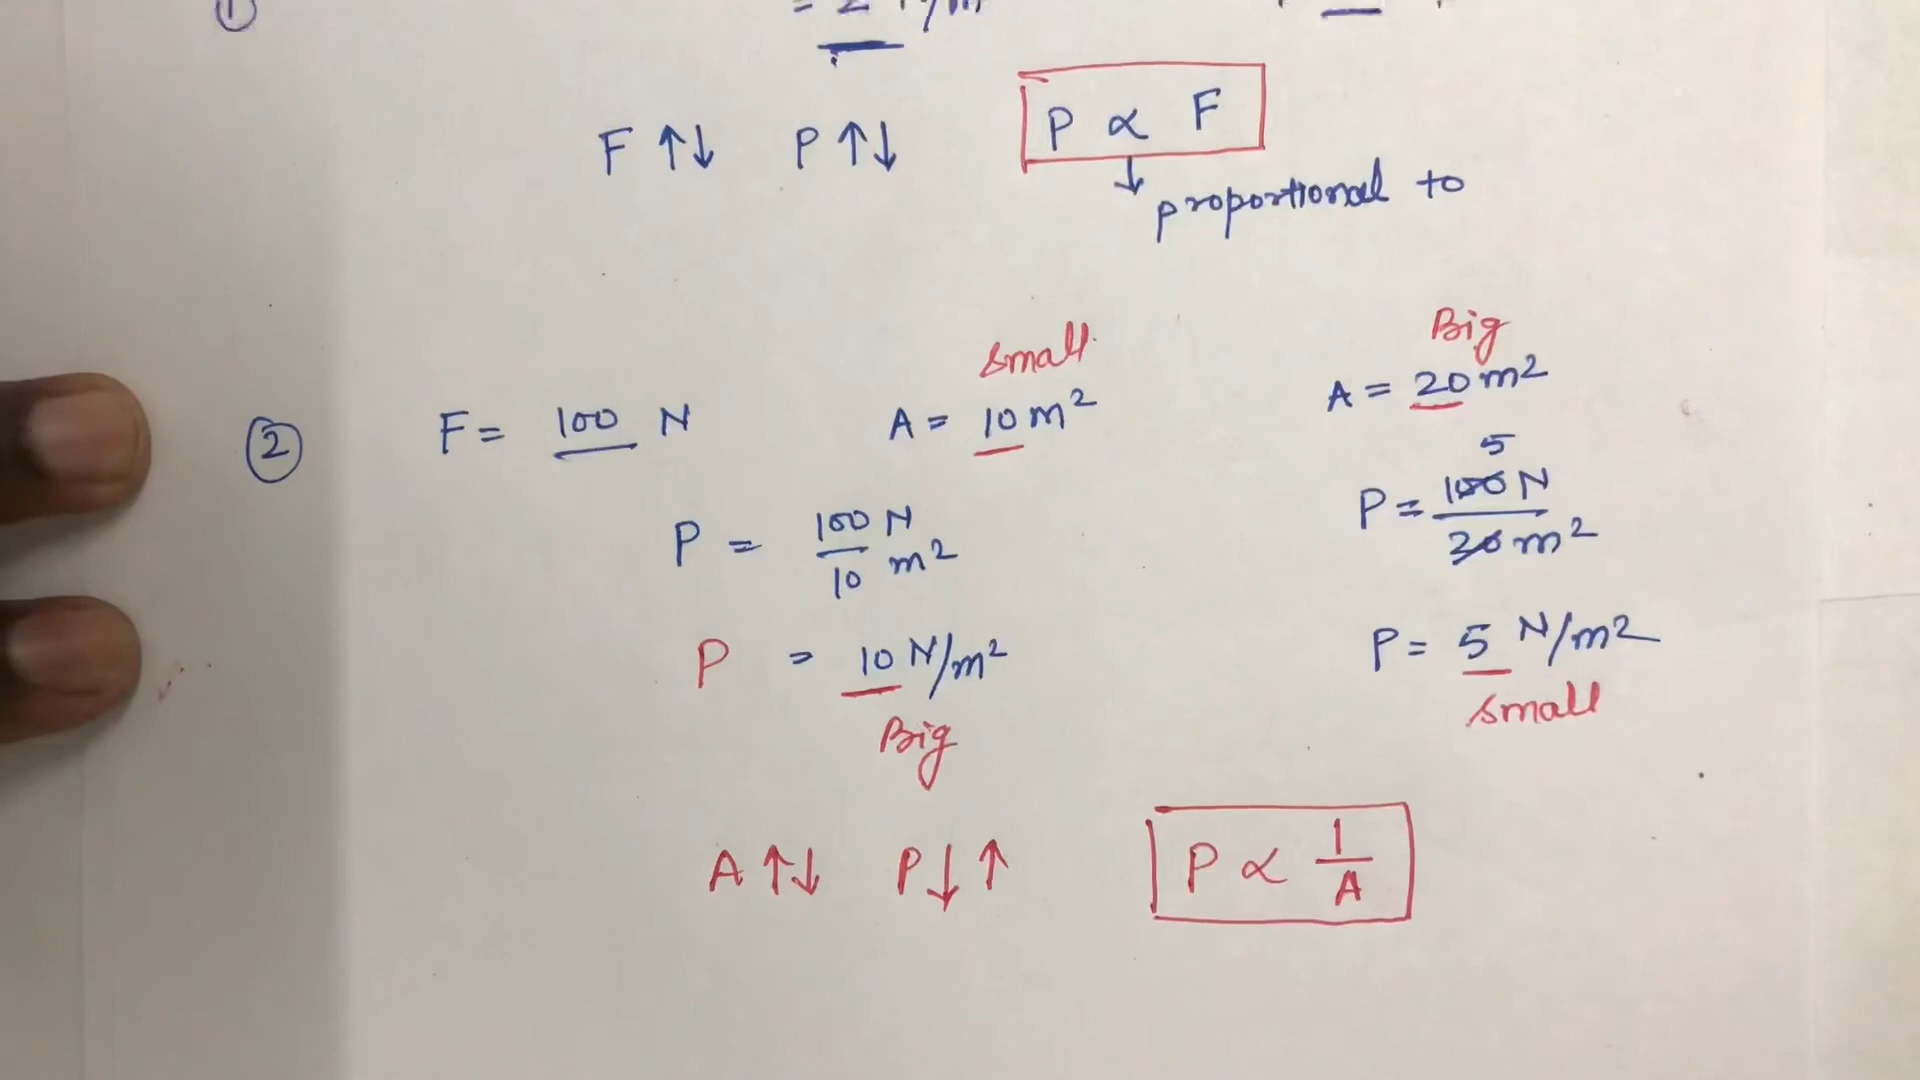 ①
F ↑↓ P ↑↓ P ∝ F
↓ proportional to
small Big
② F = 100 N A = 10 m² A = 20 m²
5
P = 100 N / 10 m² P = 100 N / 20 m²
P = 10 N/m² P = 5 N/m²
Big small
A ↑↓ P ↓↑ P ∝ 1/A